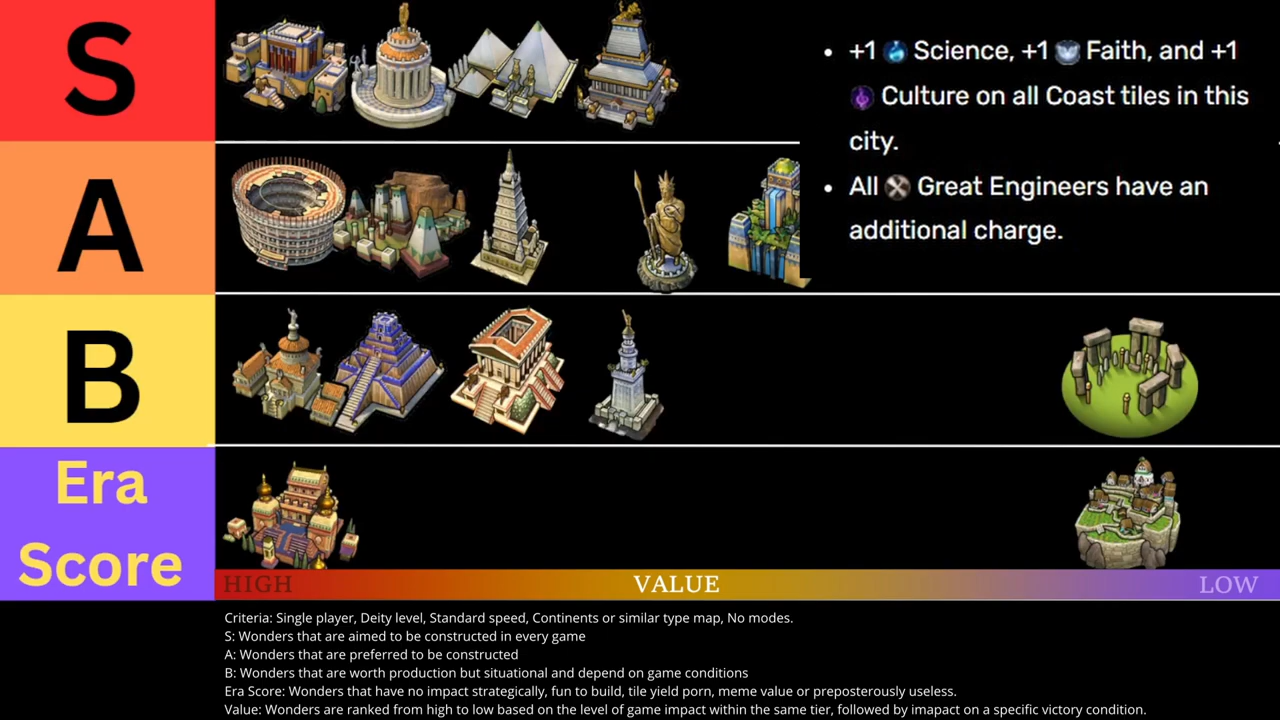 S
+1 Science, +1 Faith, and +1
Culture on all Coast tiles in this
city.
All Great Engineers have an
additional charge.
A
B
Era
Score
HIGH
VALUE
LOW
Criteria: Single player, Deity level, Standard speed, Continents or similar type map, No modes.
S: Wonders that are aimed to be constructed in every game
A: Wonders that are preferred to be constructed
B: Wonders that are worth production but situational and depend on game conditions
Era Score: Wonders that have no impact strategically, fun to build, tile yield porn, meme value or preposterously useless.
Value: Wonders are ranked from high to low based on the level of game impact within the same tier, followed by imapact on a specific victory condition.